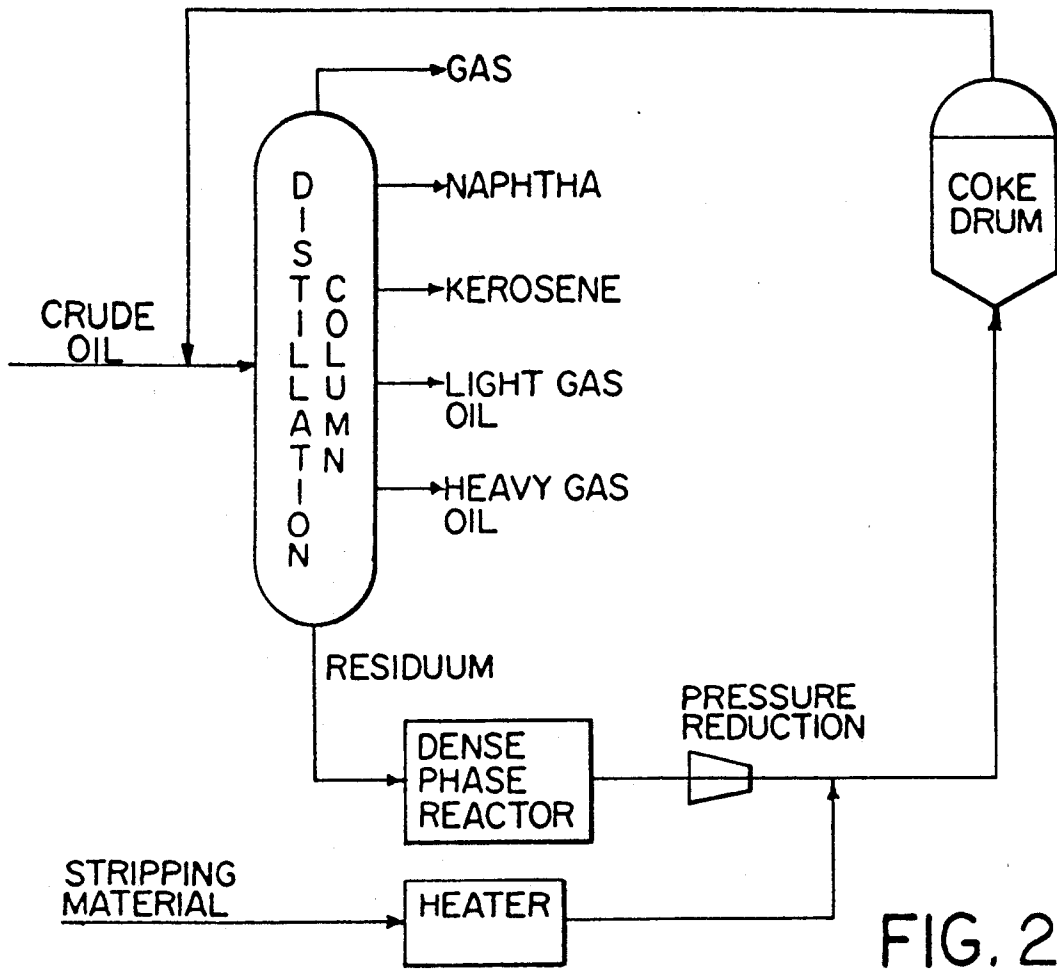 GAS
DISTILLATION
COLUMN
NAPHTHA
COKE
DRUM
KEROSENE
CRUDE
OIL
LIGHT GAS
OIL
HEAVY GAS
OIL
RESIDUUM
PRESSURE
REDUCTION
DENSE
PHASE
REACTOR
STRIPPING
MATERIAL
HEATER
FIG. 2